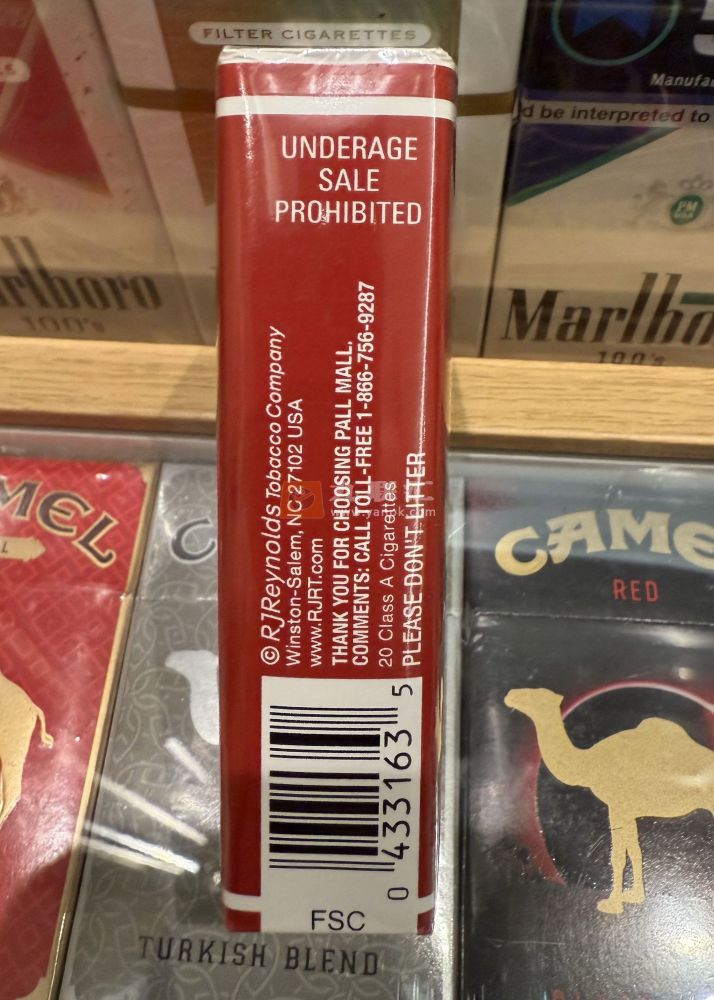 FILTER CIGARETTES
Manufa
d be interpreted to
PM
rlboro
100's
Marlbo
100's
UNDERAGE
SALE
PROHIBITED
© RJReynolds Tobacco Company
Winston-Salem, NC 27102 USA
www.RJRT.com
THANK YOU FOR CHOOSING PALL MALL.
COMMENTS: CALL TOLL-FREE 1-866-756-9287
20 Class A Cigarettes
PLEASE DON'T LITTER
0 433163 5
FSC
MEL
C
TURKISH BLEND
CAME
RED